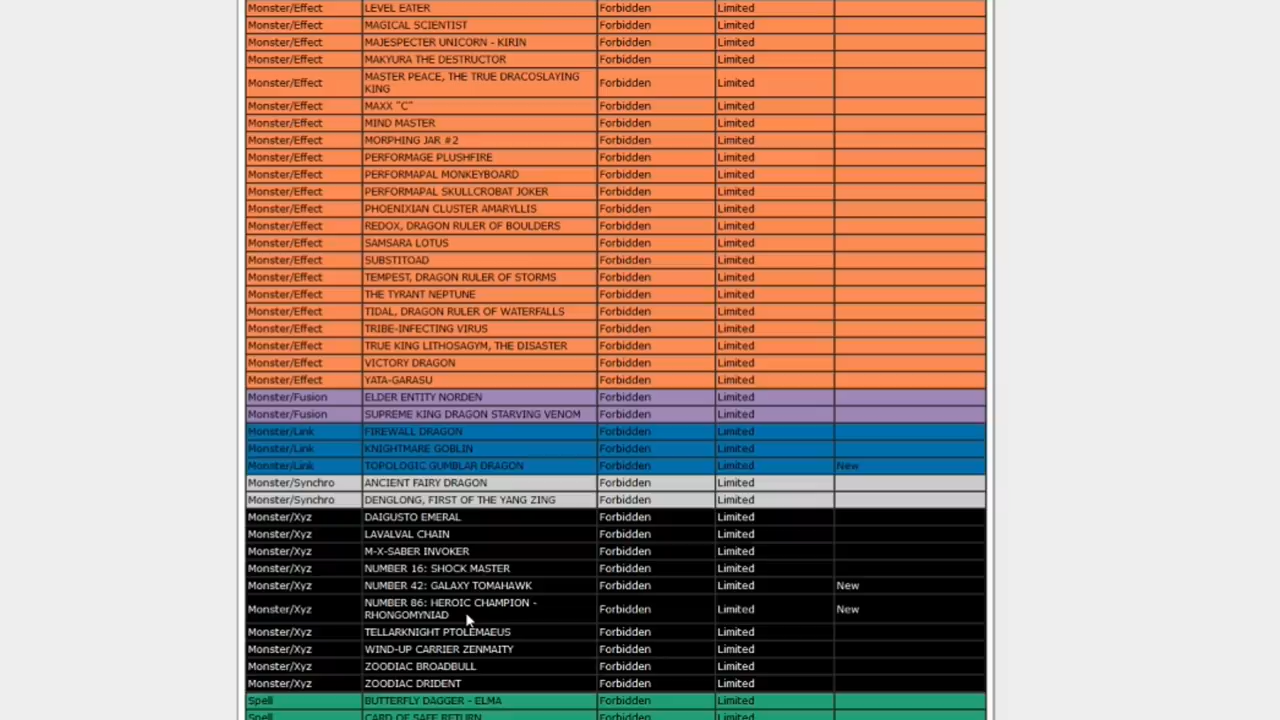 Monster/Effect LEVEL EATER Forbidden Limited
Monster/Effect MAGICAL SCIENTIST Forbidden Limited
Monster/Effect MAJESPECTER UNICORN - KIRIN Forbidden Limited
Monster/Effect MAKYURA THE DESTRUCTOR Forbidden Limited
Monster/Effect MASTER PEACE, THE TRUE DRACOSLAYING Forbidden Limited
KING
Monster/Effect MAXX "C" Forbidden Limited
Monster/Effect MIND MASTER Forbidden Limited
Monster/Effect MORPHING JAR #2 Forbidden Limited
Monster/Effect PERFORMAGE PLUSHFIRE Forbidden Limited
Monster/Effect PERFORMAPAL MONKEYBOARD Forbidden Limited
Monster/Effect PERFORMAPAL SKULLCROBAT JOKER Forbidden Limited
Monster/Effect PHOENIXIAN CLUSTER AMARYLLIS Forbidden Limited
Monster/Effect REDOX, DRAGON RULER OF BOULDERS Forbidden Limited
Monster/Effect SAMSARA LOTUS Forbidden Limited
Monster/Effect SUBSTITOAD Forbidden Limited
Monster/Effect TEMPEST, DRAGON RULER OF STORMS Forbidden Limited
Monster/Effect THE TYRANT NEPTUNE Forbidden Limited
Monster/Effect TIDAL, DRAGON RULER OF WATERFALLS Forbidden Limited
Monster/Effect TRIBE-INFECTING VIRUS Forbidden Limited
Monster/Effect TRUE KING LITHOSAGYM, THE DISASTER Forbidden Limited
Monster/Effect VICTORY DRAGON Forbidden Limited
Monster/Effect YATA-GARASU Forbidden Limited
Monster/Fusion ELDER ENTITY NORDEN Forbidden Limited
Monster/Fusion SUPREME KING DRAGON STARVING VENOM Forbidden Limited
Monster/Link FIREWALL DRAGON Forbidden Limited
Monster/Link KNIGHTMARE GOBLIN Forbidden Limited
Monster/Link TOPOLOGIC GUMBLAR DRAGON Forbidden Limited New
Monster/Synchro ANCIENT FAIRY DRAGON Forbidden Limited
Monster/Synchro DENGLONG, FIRST OF THE YANG ZING Forbidden Limited
Monster/Xyz DAIGUSTO EMERAL Forbidden Limited
Monster/Xyz LAVALVAL CHAIN Forbidden Limited
Monster/Xyz M-X-SABER INVOKER Forbidden Limited
Monster/Xyz NUMBER 16: SHOCK MASTER Forbidden Limited
Monster/Xyz NUMBER 42: GALAXY TOMAHAWK Forbidden Limited New
Monster/Xyz NUMBER 86: HEROIC CHAMPION - Forbidden Limited New
RHONGOMYNIAD
Monster/Xyz TELLARKNIGHT PTOLEMAEUS Forbidden Limited
Monster/Xyz WIND-UP CARRIER ZENMAITY Forbidden Limited
Monster/Xyz ZOODIAC BROADBULL Forbidden Limited
Monster/Xyz ZOODIAC DRIDENT Forbidden Limited
Spell BUTTERFLY DAGGER - ELMA Forbidden Limited
Spell CARD OF SAFE RETURN Forbidden Limited